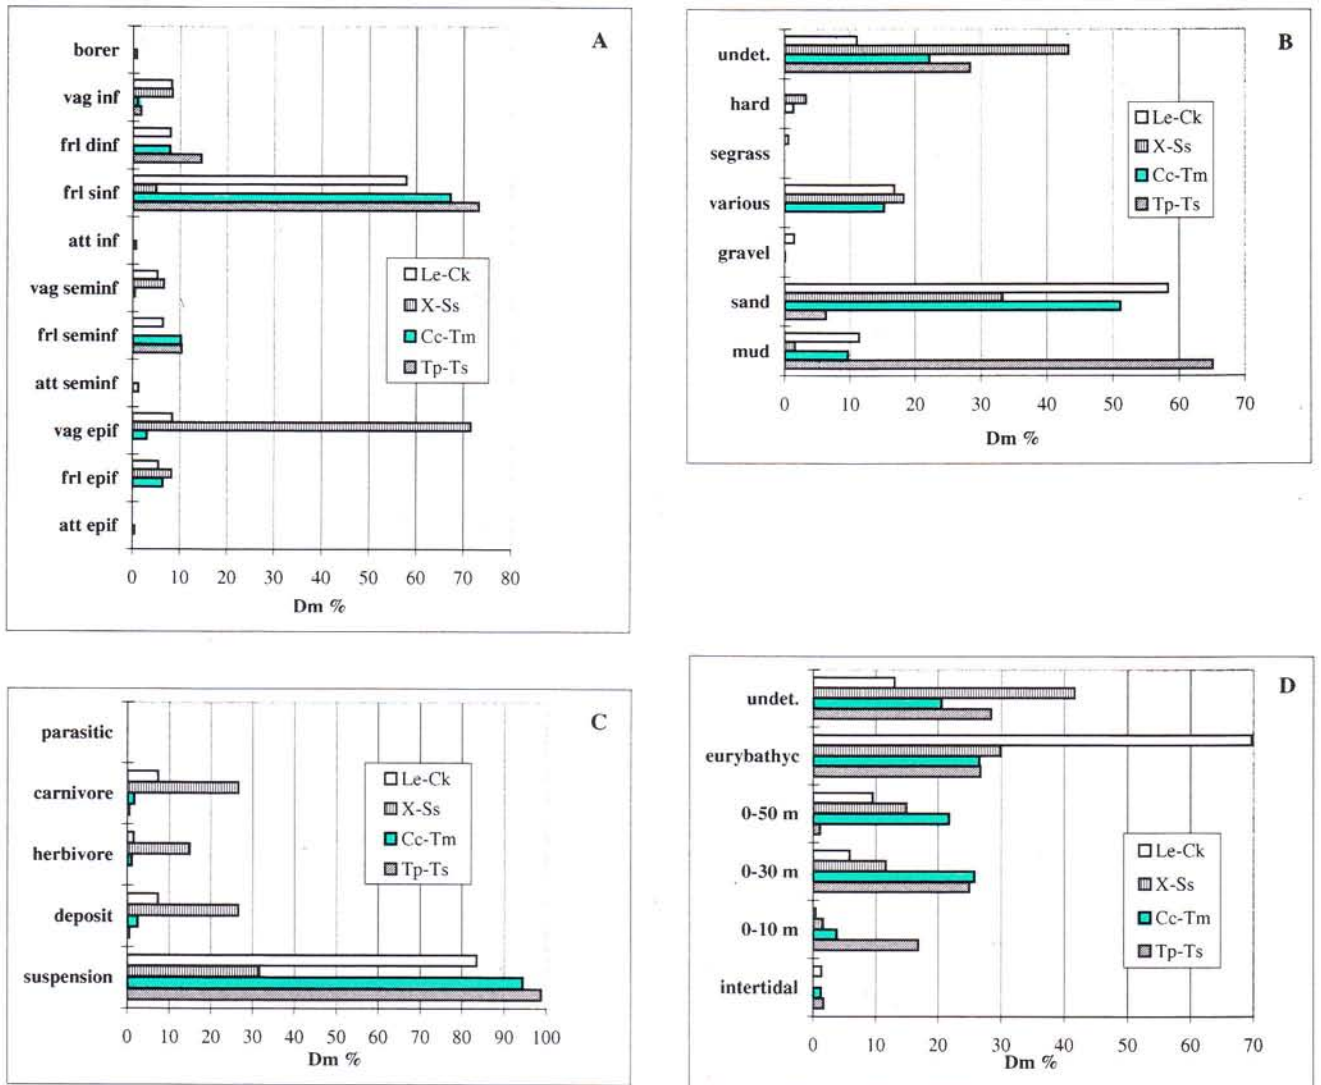 A
borer
vag inf
frl dinf
frl sinf
att inf
vag seminf
frl seminf
att seminf
vag epif
frl epif
att epif
Le-Ck
X-Ss
Cc-Tm
Tp-Ts
0 10 20 30 40 50 60 70 80
Dm %
B
undet.
hard
segrass
various
gravel
sand
mud
Le-Ck
X-Ss
Cc-Tm
Tp-Ts
0 10 20 30 40 50 60 70
Dm %
C
parasitic
carnivore
herbivore
deposit
suspension
Le-Ck
X-Ss
Cc-Tm
Tp-Ts
0 10 20 30 40 50 60 70 80 90 100
Dm %
D
undet.
eurybathyc
0-50 m
0-30 m
0-10 m
intertidal
Le-Ck
X-Ss
Cc-Tm
Tp-Ts
0 10 20 30 40 50 60 70
Dm %